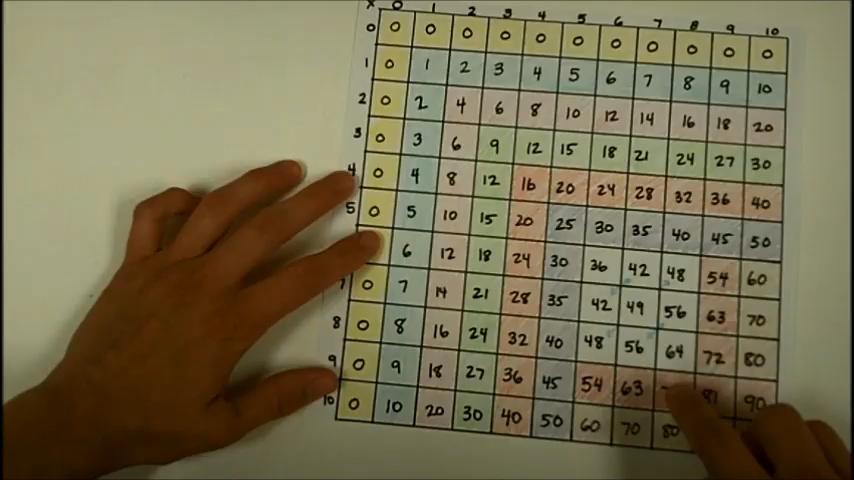 X 0 1 2 3 4 5 6 7 8 9 10
0 0 0 0 0 0 0 0 0 0 0 0
1 0 1 2 3 4 5 6 7 8 9 10
2 0 2 4 6 8 10 12 14 16 18 20
3 0 3 6 9 12 15 18 21 24 27 30
4 0 4 8 12 16 20 24 28 32 36 40
5 0 5 10 15 20 25 30 35 40 45 50
6 12 18 24 30 36 42 48 54 60
7 0 7 14 21 28 35 42 49 56 63 70
8 0 8 16 24 32 40 48 56 64 72 80
9 0 9 18 27 36 45 54 63 81 90
10 0 10 20 30 40 50 60 70 80